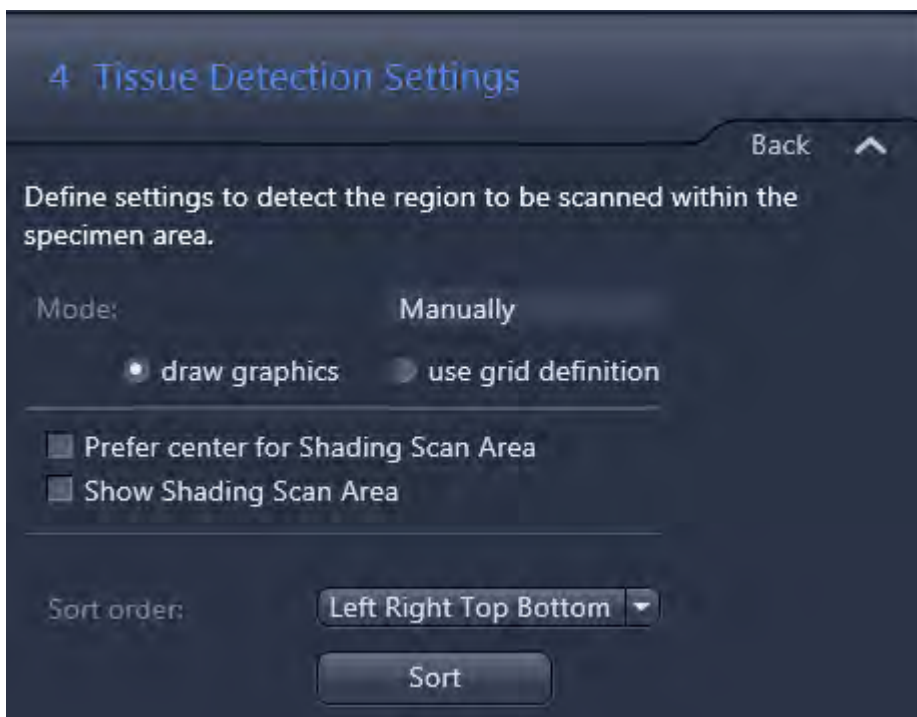 4 Tissue Detection Settings
Back
Define settings to detect the region to be scanned within the
specimen area.
Mode: Manually
draw graphics use grid definition
Prefer center for Shading Scan Area
Show Shading Scan Area
Sort order: Left Right Top Bottom
Sort